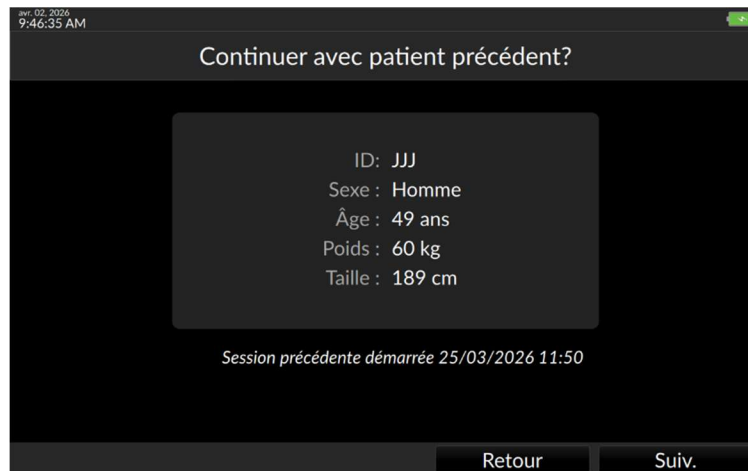 avr. 02, 2026
9:46:35 AM
Continuer avec patient précédent?
ID: JJJ
Sexe : Homme
Âge : 49 ans
Poids : 60 kg
Taille : 189 cm
Session précédente démarrée 25/03/2026 11:50
Retour
Suiv.